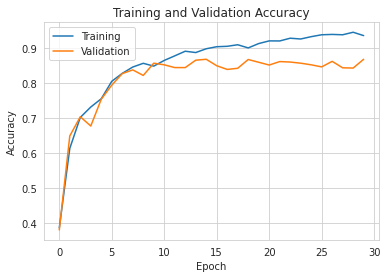 Training and Validation Accuracy
Training
Validation
Accuracy
0.9
0.8
0.7
0.6
0.5
0.4
0 5 10 15 20 25 30
Epoch